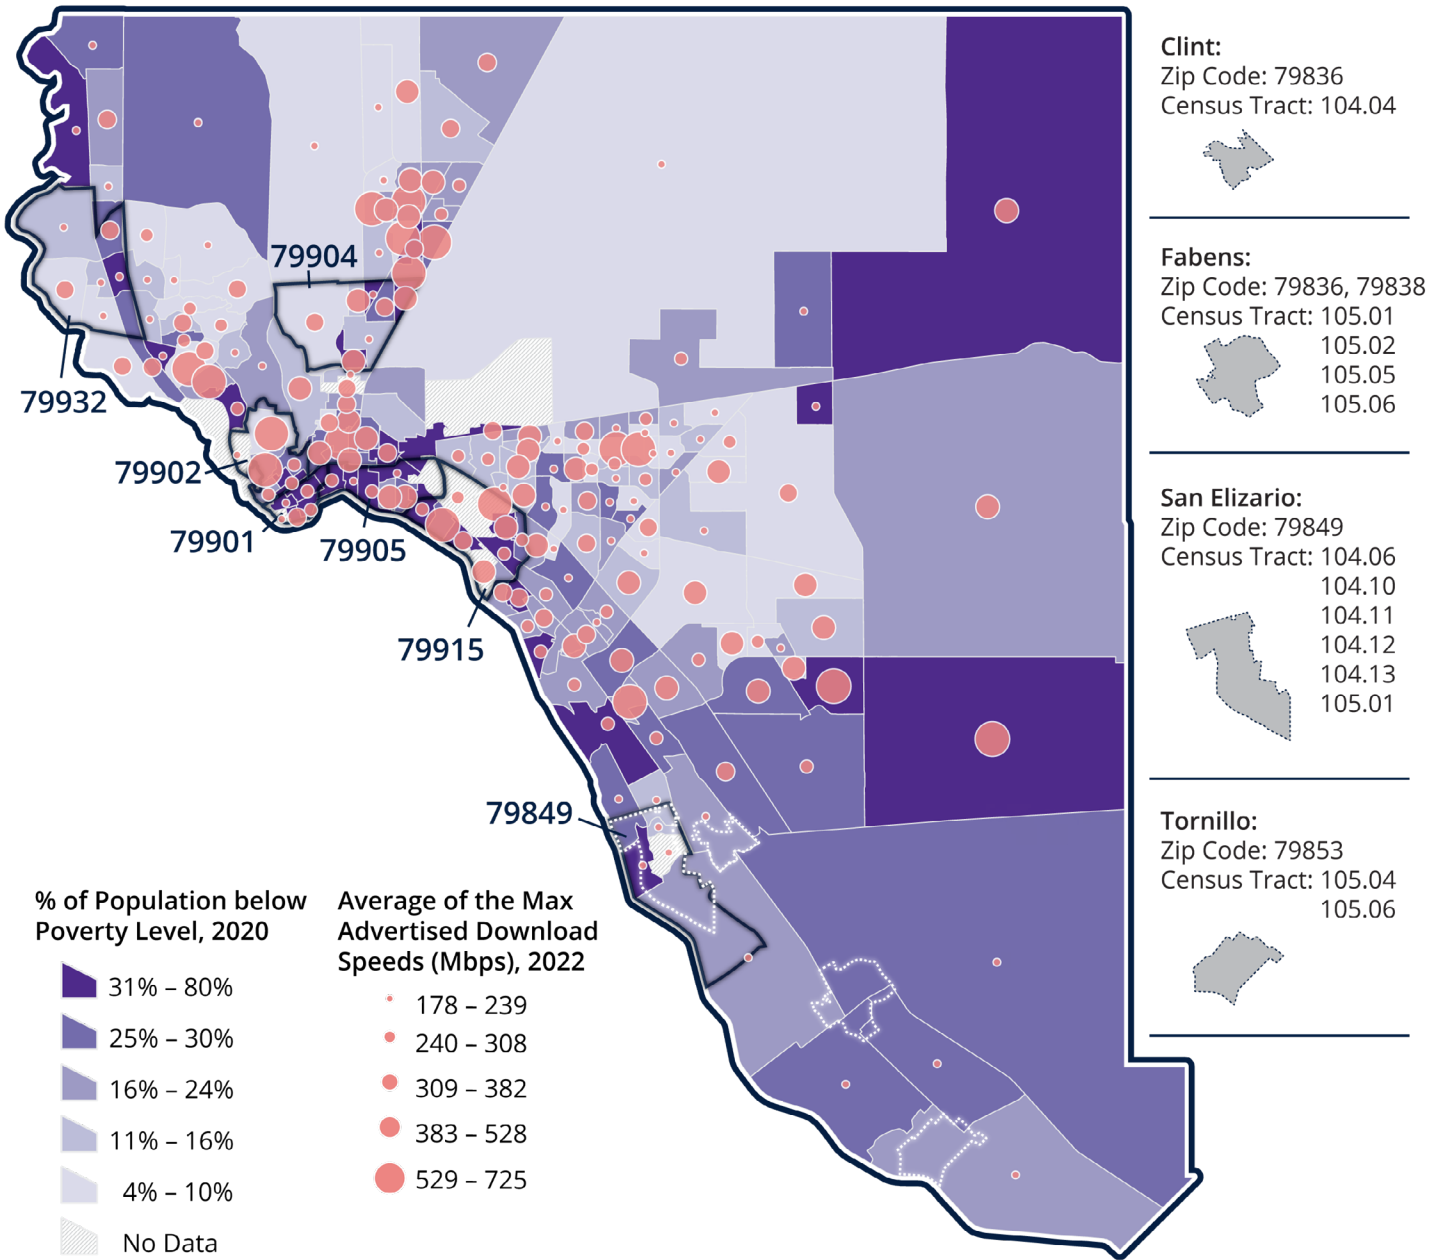 79904
79932
79902
79901
79905
79915
79849
% of Population below
Poverty Level, 2020
31% – 80%
25% – 30%
16% – 24%
11% – 16%
4% – 10%
No Data
Average of the Max
Advertised Download
Speeds (Mbps), 2022
178 – 239
240 – 308
309 – 382
383 – 528
529 – 725
Clint:
Zip Code: 79836
Census Tract: 104.04
Fabens:
Zip Code: 79836, 79838
Census Tract: 105.01
105.02
105.05
105.06
San Elizario:
Zip Code: 79849
Census Tract: 104.06
104.10
104.11
104.12
104.13
105.01
Tornillo:
Zip Code: 79853
Census Tract: 105.04
105.06